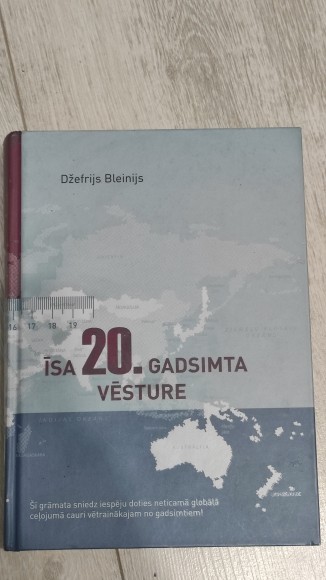 Džefrijs Bleinijs
16 17 18 19
ĪSA 20. GADSIMTA
VĒSTURE
AUSTRĀLIJA
Šī grāmata sniedz iespēju doties neticamā globālā
ceļojumā cauri vētrainākajam no gadsimtiem!